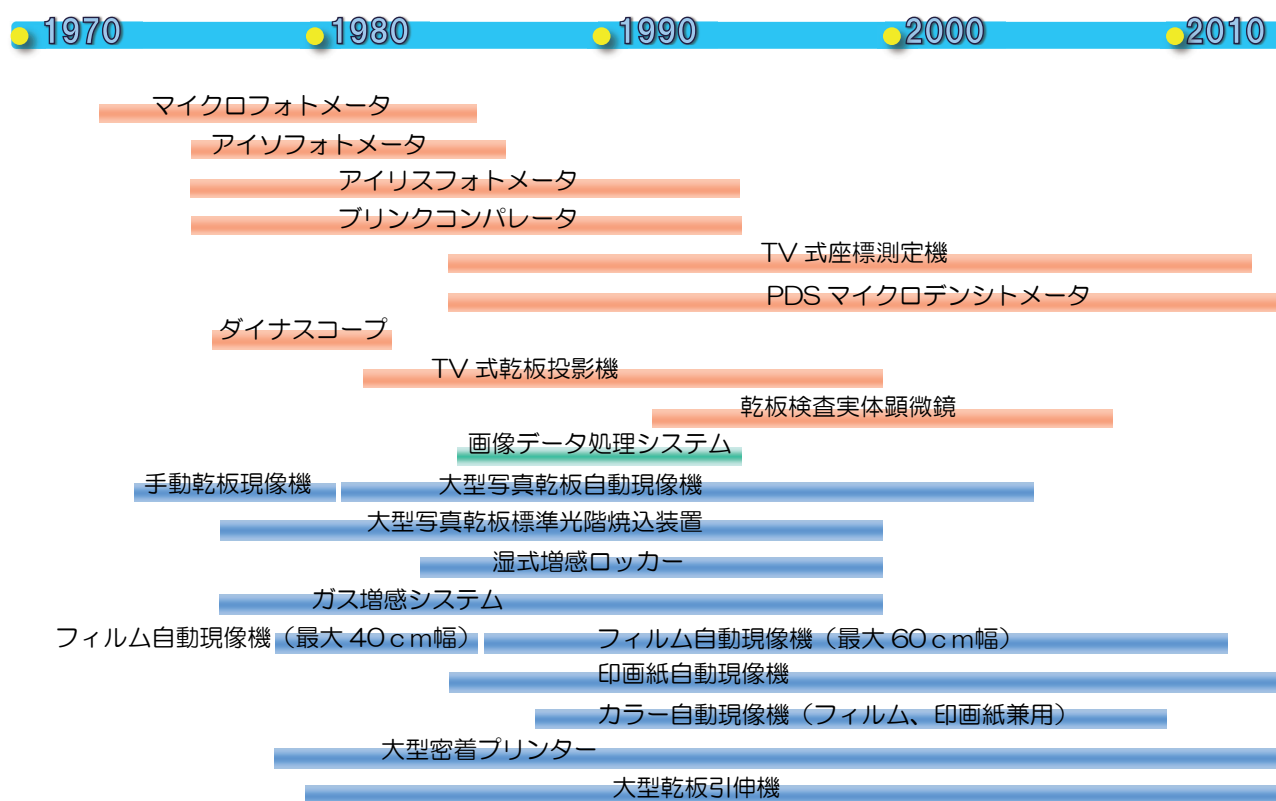 1970 1980 1990 2000 2010
マイクロフォトメータ
アイソフォトメータ
アイリスフォトメータ
ブリンクコンパレータ
TV 式座標測定機
PDS マイクロデンシトメータ
ダイナスコープ
TV 式乾板投影機
乾板検査実体顕微鏡
画像データ処理システム
手動乾板現像機 大型写真乾板自動現像機
大型写真乾板標準光階焼込装置
湿式増感ロッカー
ガス増感システム
フィルム自動現像機（最大 40ｃｍ幅） フィルム自動現像機（最大 60ｃｍ幅）
印画紙自動現像機
カラー自動現像機（フィルム、印画紙兼用）
大型密着プリンター
大型乾板引伸機